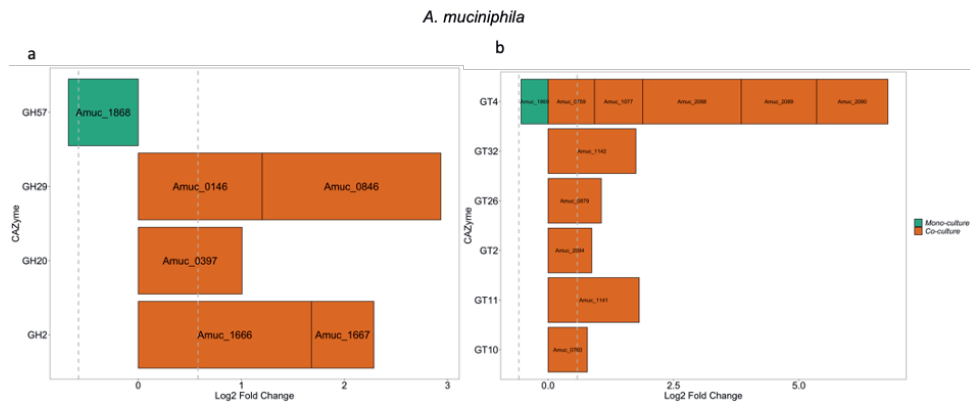 A. muciniphila
a
GH57
GH29
GH20
GH2
CAZyme
Amuc_1868
Amuc_0146 Amuc_0846
Amuc_0397
Amuc_1666 Amuc_1667
0 1 2 3
Log2 Fold Change
b
GT4
GT32
GT26
GT2
GT11
GT10
CAZyme
Amuc_1077 Amuc_2088 Amuc_2089 Amuc_2090
Amuc_1142
Amuc_0879
Amuc_2084
Amuc_1141
Amuc_0760
0.0 2.5 5.0
Log2 Fold Change
Mono-culture
Co-culture